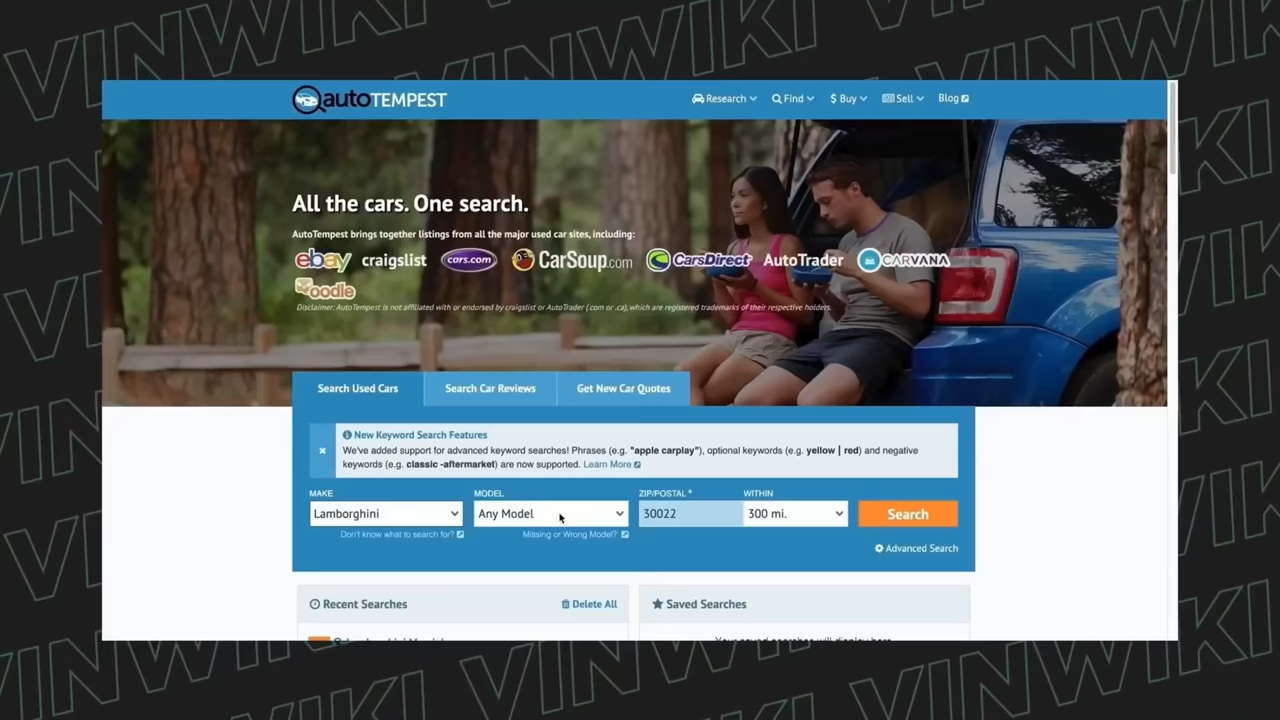 VINWIKI
autoTEMPEST
Research
Find
$ Buy
Sell
Blog
All the cars. One search.
AutoTempest brings together listings from all the major used car sites, including:
ebay craigslist cars.com CarSoup.com CarsDirect AutoTrader CARVANA
oodle
Disclaimer: AutoTempest is not affiliated with or endorsed by craigslist or AutoTrader (.com or .ca), which are registered trademarks of their respective holders.
Search Used Cars
Search Car Reviews
Get New Car Quotes
New Keyword Search Features
We've added support for advanced keyword searches! Phrases (e.g. "apple carplay"), optional keywords (e.g. yellow | red) and negative
keywords (e.g. classic -aftermarket) are now supported. Learn More
MAKE
MODEL
ZIP/POSTAL *
WITHIN
Lamborghini
Any Model
30022
300 mi.
Search
Don't know what to search for?
Missing or Wrong Model?
Advanced Search
Recent Searches
Delete All
Saved Searches